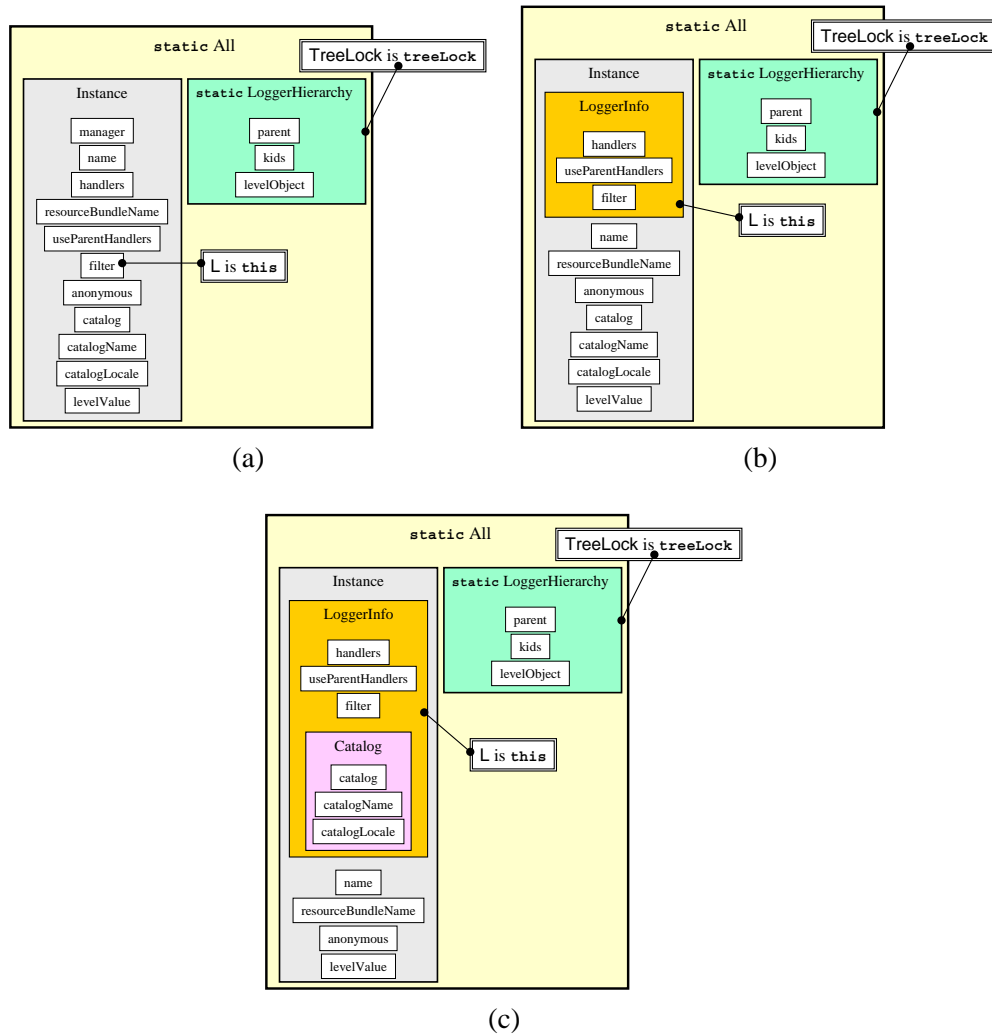 static All
TreeLock is treeLock
Instance
manager
name
handlers
resourceBundleName
useParentHandlers
filter
anonymous
catalog
catalogName
catalogLocale
levelValue
static LoggerHierarchy
parent
kids
levelObject
L is this
(a)
static All
TreeLock is treeLock
Instance
LoggerInfo
handlers
useParentHandlers
filter
name
resourceBundleName
anonymous
catalog
catalogName
catalogLocale
levelValue
static LoggerHierarchy
parent
kids
levelObject
L is this
(b)
static All
TreeLock is treeLock
Instance
LoggerInfo
handlers
useParentHandlers
filter
Catalog
catalog
catalogName
catalogLocale
name
resourceBundleName
anonymous
levelValue
static LoggerHierarchy
parent
kids
levelObject
L is this
(c)